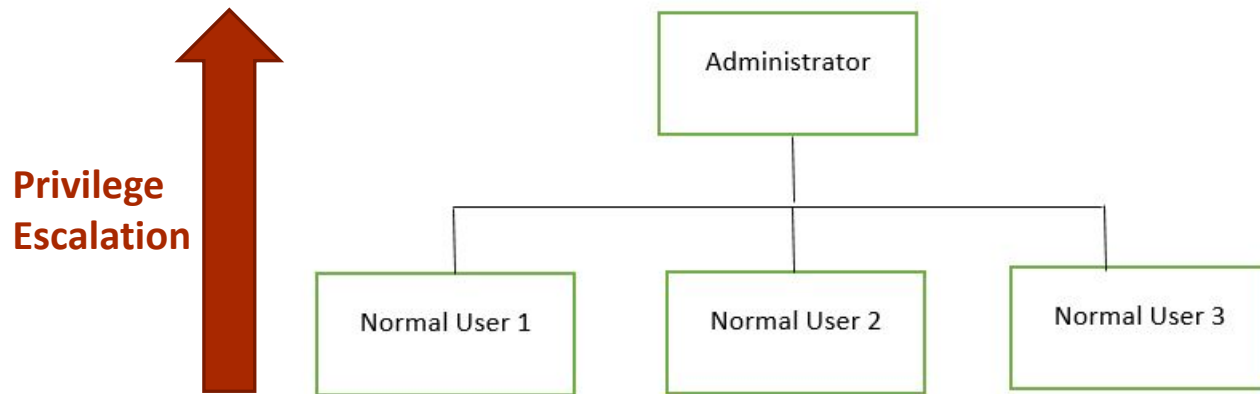 Administrator
Privilege
Escalation
Normal User 1
Normal User 2
Normal User 3